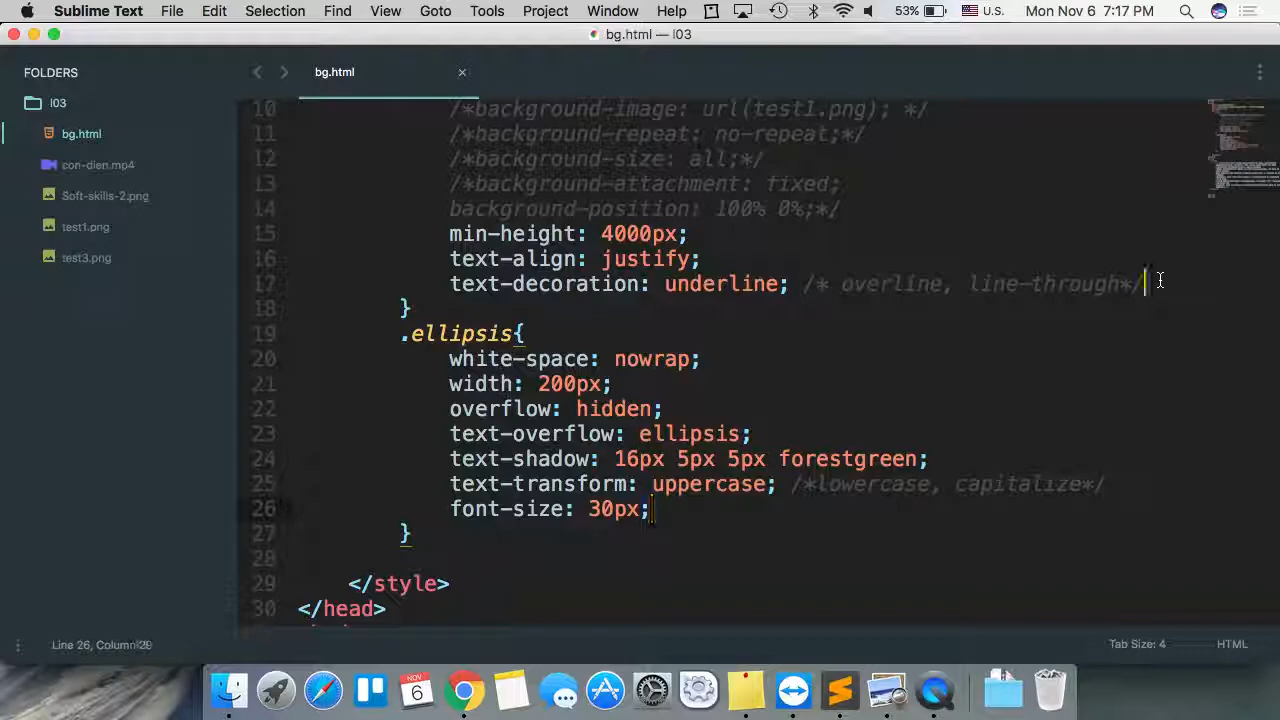 Sublime Text File Edit Selection Find View Goto Tools Project Window Help 53% U.S. Mon Nov 6 7:17 PM
bg.html — l03
FOLDERS
l03
bg.html
con-dien.mp4
Soft-skills-2.png
test1.png
test3.png
bg.html ×
10 /*background-image: url(test1.png); */
11 /*background-repeat: no-repeat;*/
12 /*background-size: all;*/
13 /*background-attachment: fixed;
14 background-position: 100% 0%;*/
15 min-height: 4000px;
16 text-align: justify;
17 text-decoration: underline; /* overline, line-through*/
18 }
19 .ellipsis{
20 white-space: nowrap;
21 width: 200px;
22 overflow: hidden;
23 text-overflow: ellipsis;
24 text-shadow: 16px 5px 5px forestgreen;
25 text-transform: uppercase; /*lowercase, capitalize*/
26 font-size: 30px;
27 }
28
29 </style>
30 </head>
Line 26, Column
Tab Size: 4 HTML
NOV
6